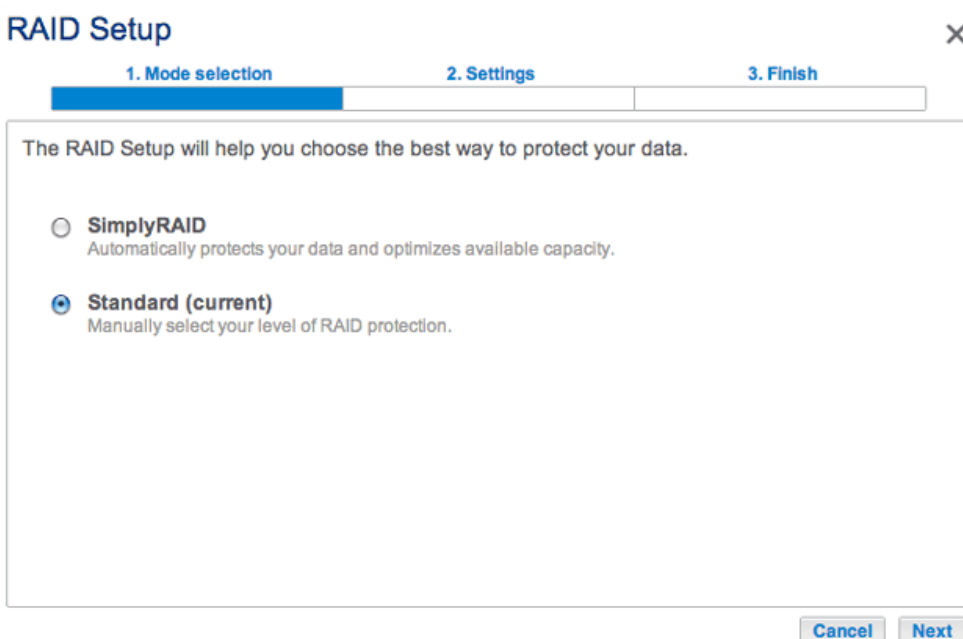 RAID Setup
1. Mode selection 2. Settings 3. Finish
The RAID Setup will help you choose the best way to protect your data.
SimplyRAID
Automatically protects your data and optimizes available capacity.
Standard (current)
Manually select your level of RAID protection.
Cancel Next